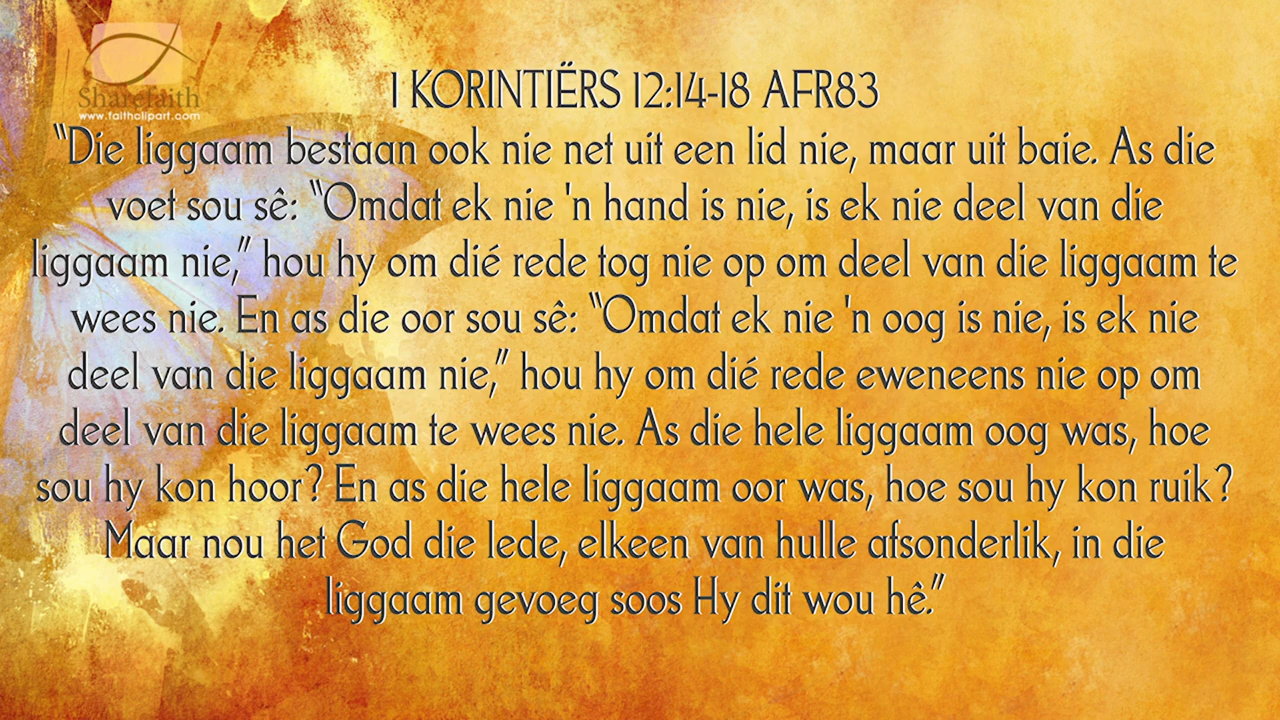 Sharefaith
www.faithclipart.com
1 KORINTIËRS 12:14-18 AFR83
“Die liggaam bestaan ook nie net uit een lid nie, maar uit baie. As die
voet sou sê: “Omdat ek nie 'n hand is nie, is ek nie deel van die
liggaam nie,” hou hy om dié rede tog nie op om deel van die liggaam te
wees nie. En as die oor sou sê: “Omdat ek nie 'n oog is nie, is ek nie
deel van die liggaam nie,” hou hy om dié rede eweneens nie op om
deel van die liggaam te wees nie. As die hele liggaam oog was, hoe
sou hy kon hoor? En as die hele liggaam oor was, hoe sou hy kon ruik?
Maar nou het God die lede, elkeen van hulle afsonderlik, in die
liggaam gevoeg soos Hy dit wou hê.”